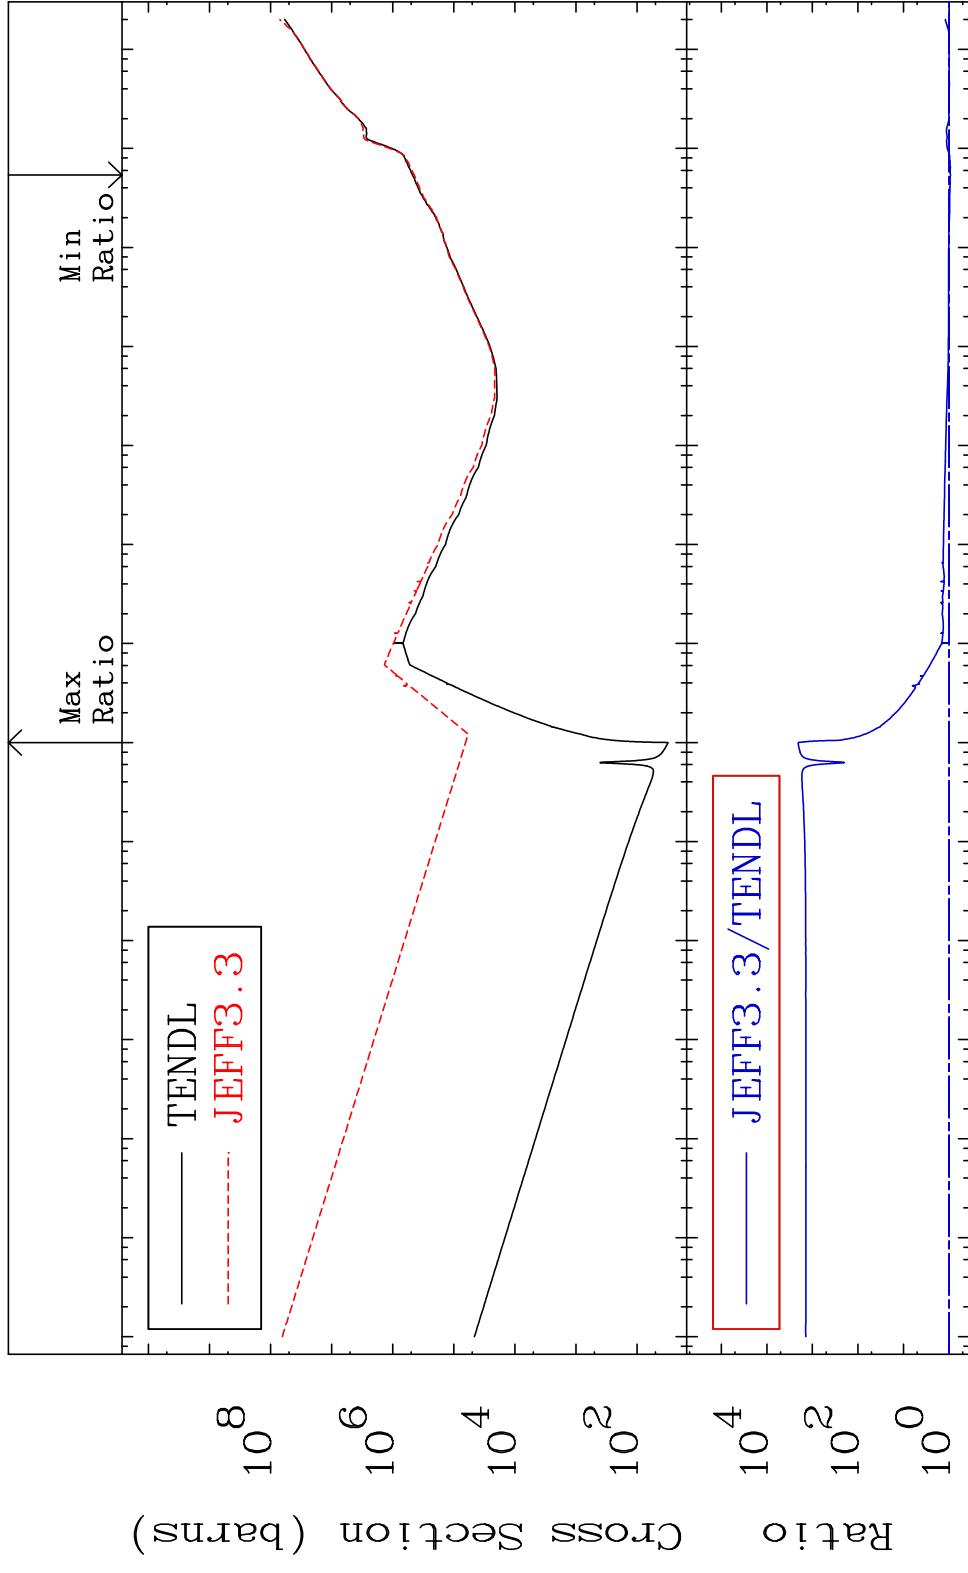 Max
Ratio
Min
Ratio
TENDL
JEFF3.3
JEFF3.3/TENDL
10^8
10^6
10^4
10^2
10^4
10^2
10^0
10
Cross Section (barns)
Ratio